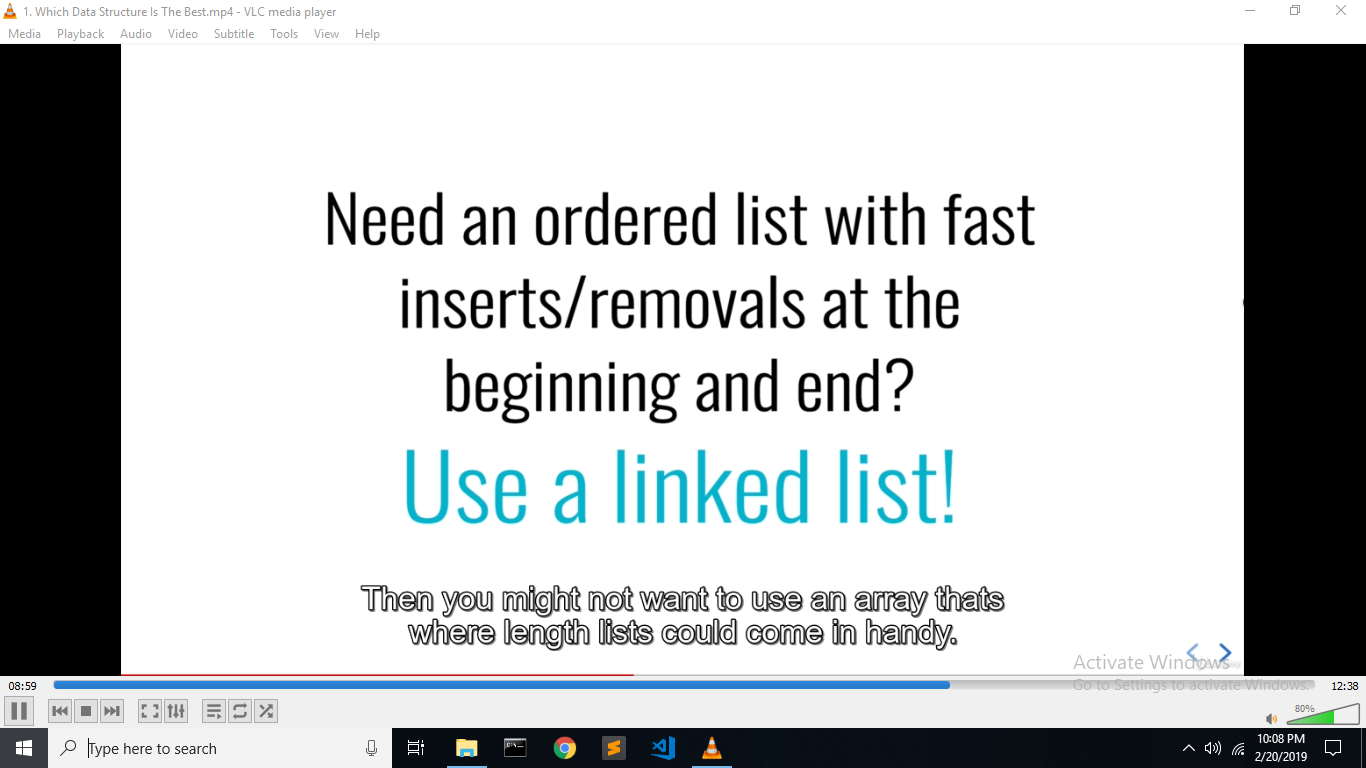 1. Which Data Structure Is The Best.mp4 - VLC media player
Media Playback Audio Video Subtitle Tools View Help
Need an ordered list with fast
inserts/removals at the
beginning and end?
Use a linked list!
Then you might not want to use an array thats
where length lists could come in handy.
Activate Windows
Go to Settings to activate Windows.
08:59 12:38
80%
Type here to search
10:08 PM
2/20/2019